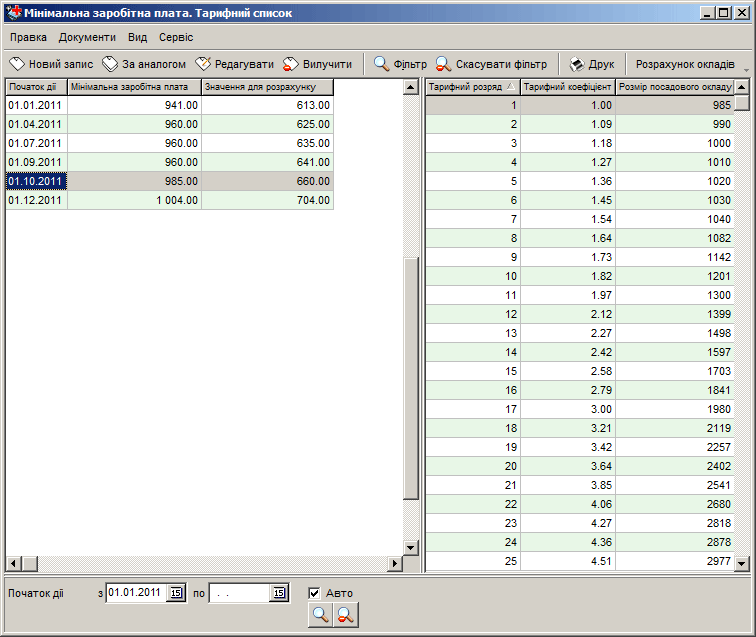 Мінімальна заробітна плата. Тарифний список
Правка Документи Вид Сервіс
Новий запис За аналогом Редагувати Вилучити Фільтр Скасувати фільтр Друк Розрахунок окладів
Початок дії Мінімальна заробітна плата Значення для розрахунку
01.01.2011 941.00 613.00
01.04.2011 960.00 625.00
01.07.2011 960.00 635.00
01.09.2011 960.00 641.00
01.10.2011 985.00 660.00
01.12.2011 1 004.00 704.00
Тарифний розряд Тарифний коефіцієнт Розмір посадового окладу
1 1.00 985
2 1.09 990
3 1.18 1000
4 1.27 1010
5 1.36 1020
6 1.45 1030
7 1.54 1040
8 1.64 1082
9 1.73 1142
10 1.82 1201
11 1.97 1300
12 2.12 1399
13 2.27 1498
14 2.42 1597
15 2.58 1703
16 2.79 1841
17 3.00 1980
18 3.21 2119
19 3.42 2257
20 3.64 2402
21 3.85 2541
22 4.06 2680
23 4.27 2818
24 4.36 2878
25 4.51 2977
Початок дії з 01.01.2011 15 по . . 15 Авто